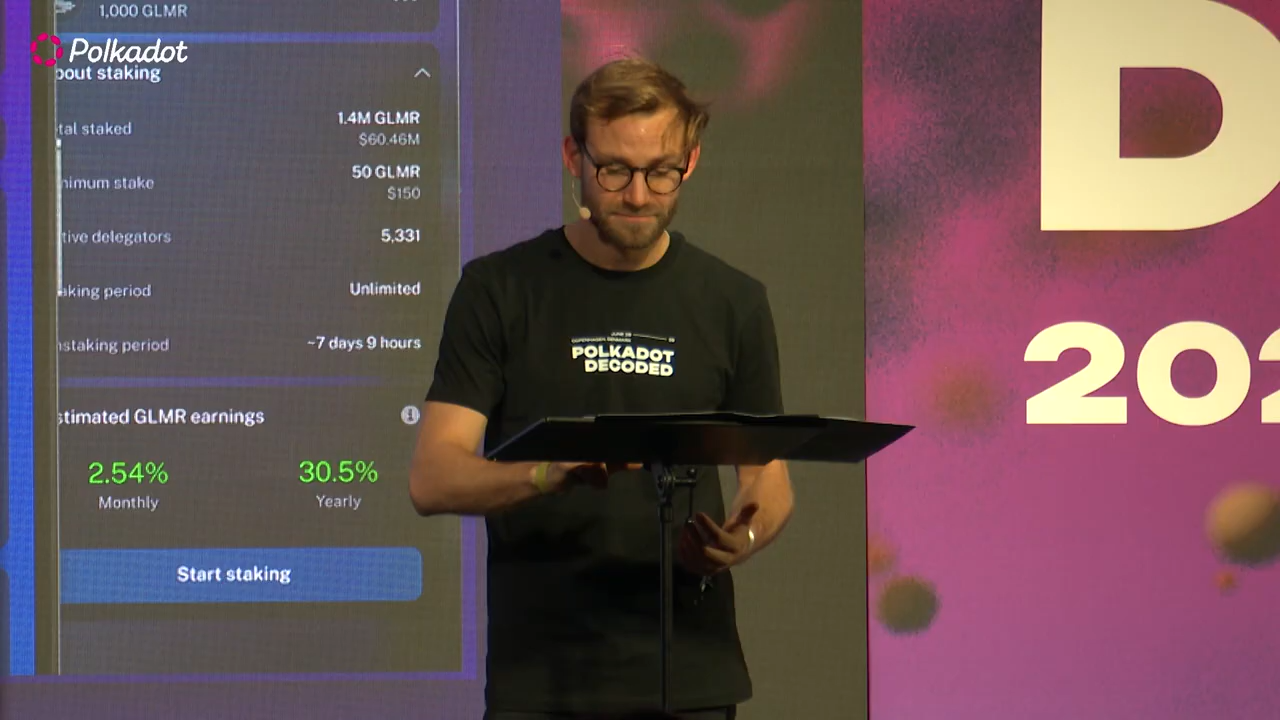 1,000 GLMR
Polkadot
bout staking
tal staked
1.4M GLMR
$60.46M
nimum stake
50 GLMR
$150
tive delegators
5,331
aking period
Unlimited
nstaking period
~7 days 9 hours
stimated GLMR earnings
2.54%
30.5%
Monthly
Yearly
Start staking
POLKADOT
DECODED
D
202